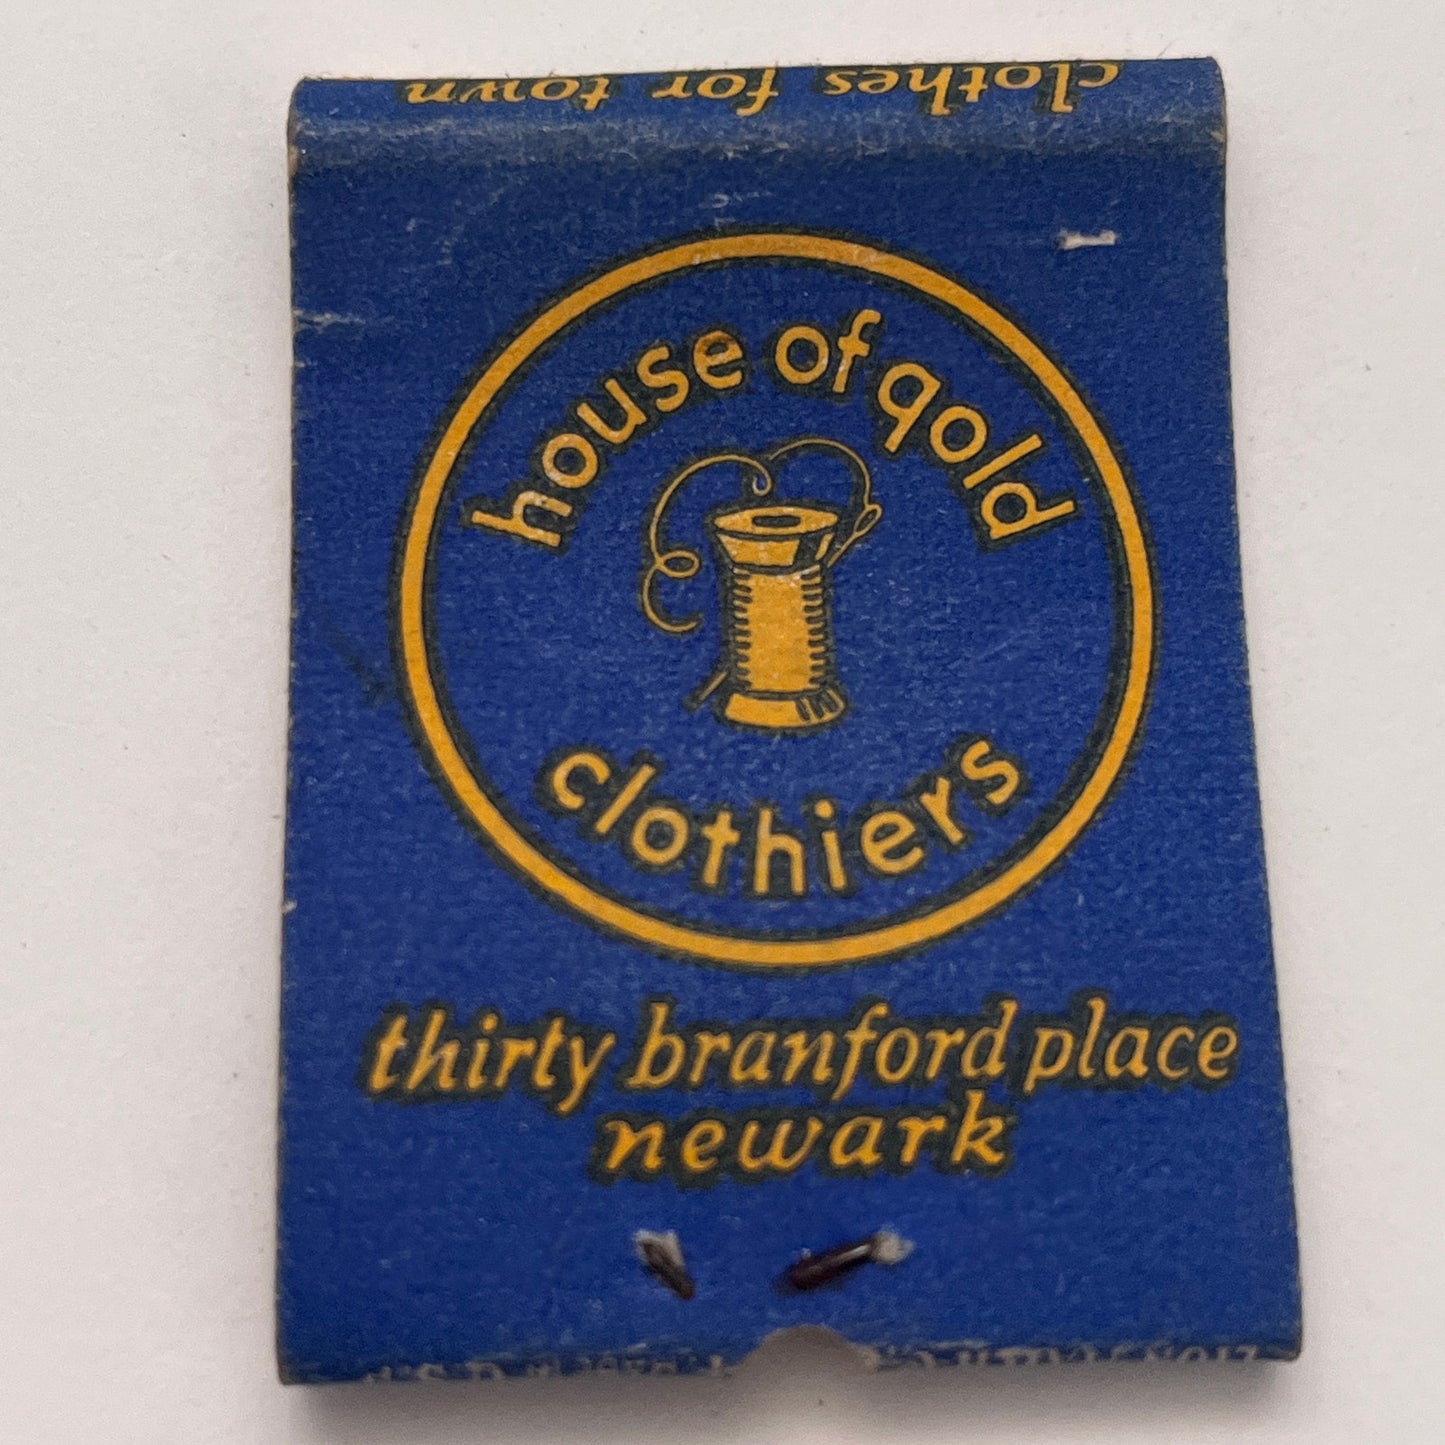 clothes for town
house of gold
clothiers
thirty branford place
newark